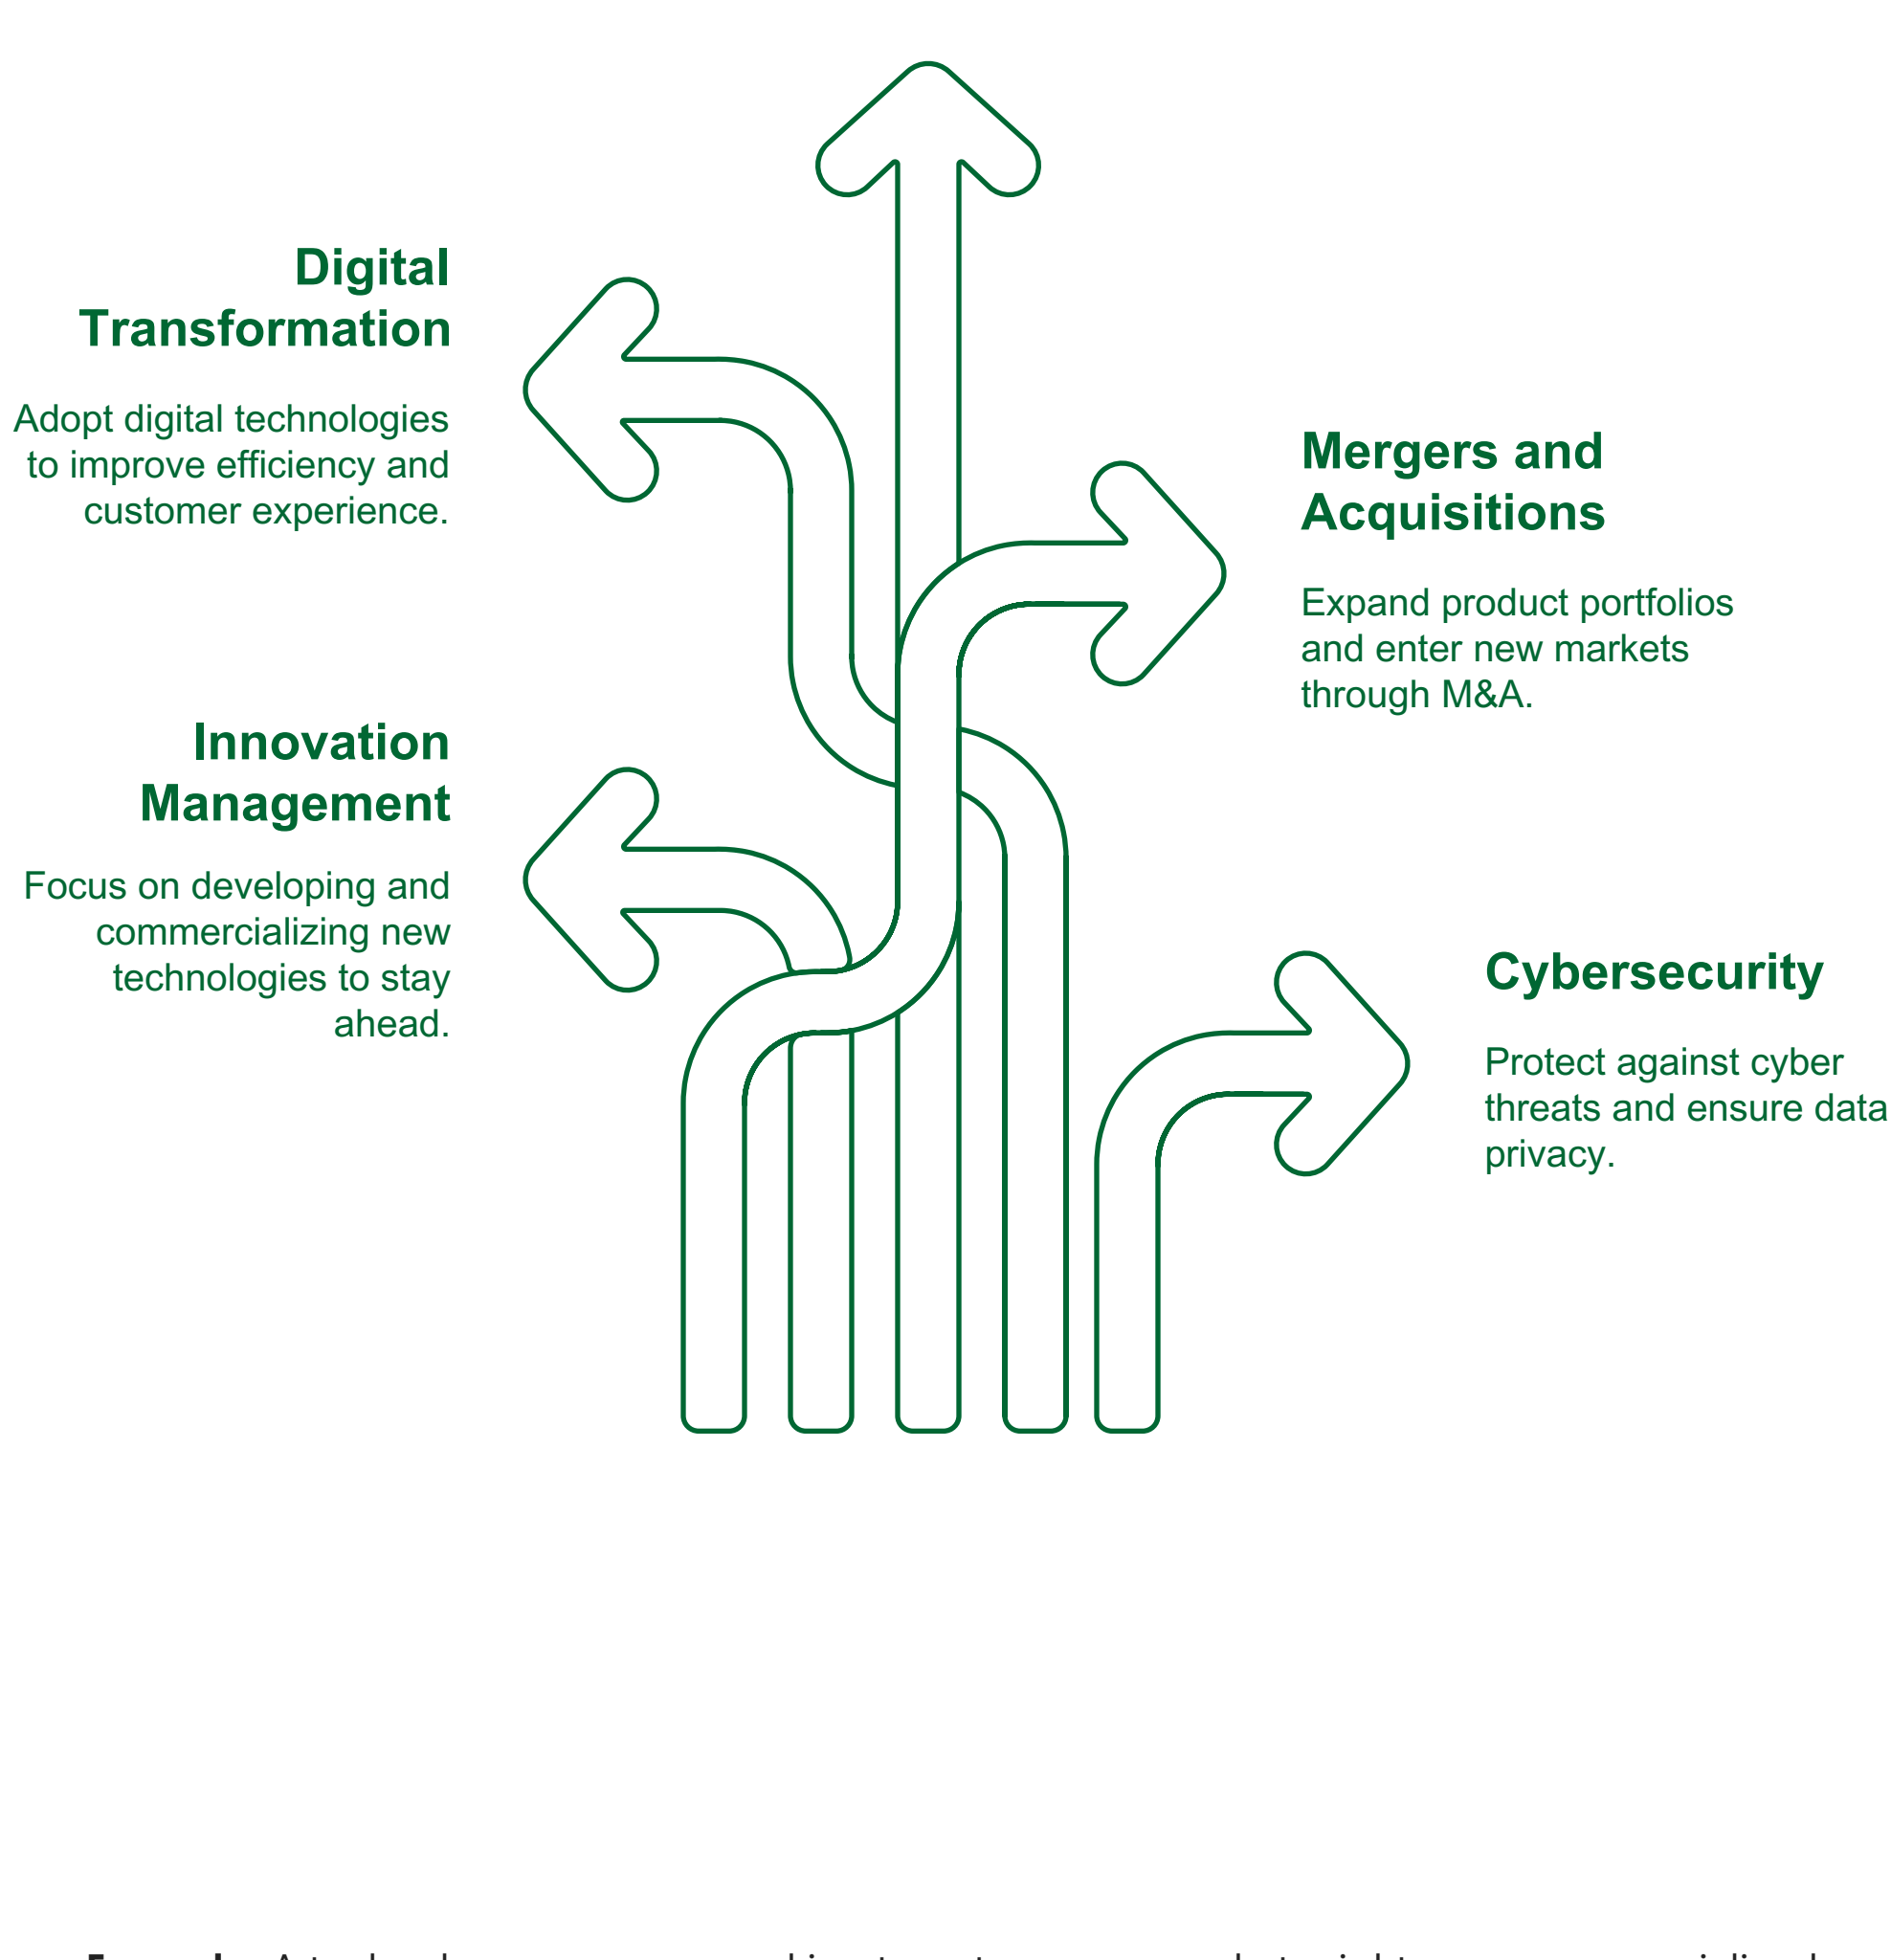 Digital
Transformation
Adopt digital technologies
to improve efficiency and
customer experience.
Mergers and
Acquisitions
Expand product portfolios
and enter new markets
through M&A.
Innovation
Management
Focus on developing and
commercializing new
technologies to stay
ahead.
Cybersecurity
Protect against cyber
threats and ensure data
privacy.